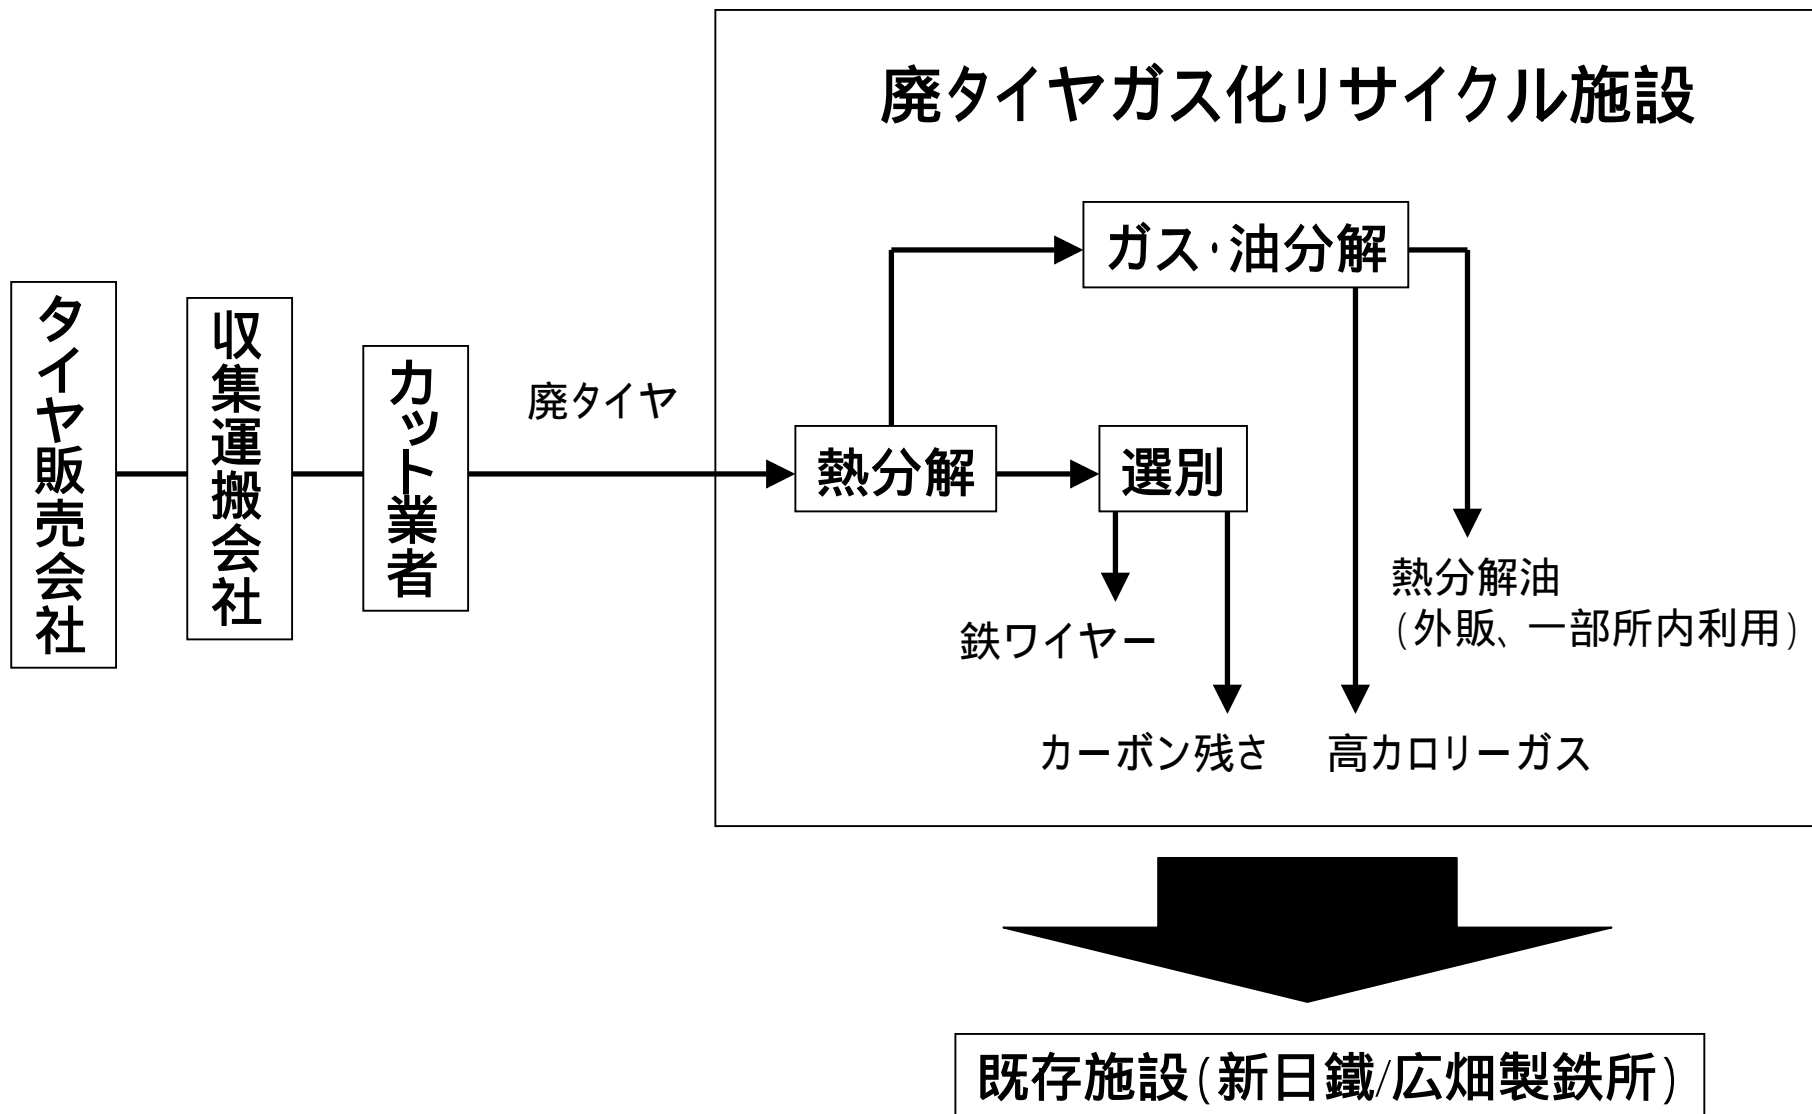 廃タイヤガス化リサイクル施設
タイヤ販売会社
収集運搬会社
カット業者
廃タイヤ
熱分解
ガス・油分解
選別
鉄ワイヤー
カーボン残さ
高カロリーガス
熱分解油
(外販、一部所内利用)
既存施設(新日鐵/広畑製鉄所)